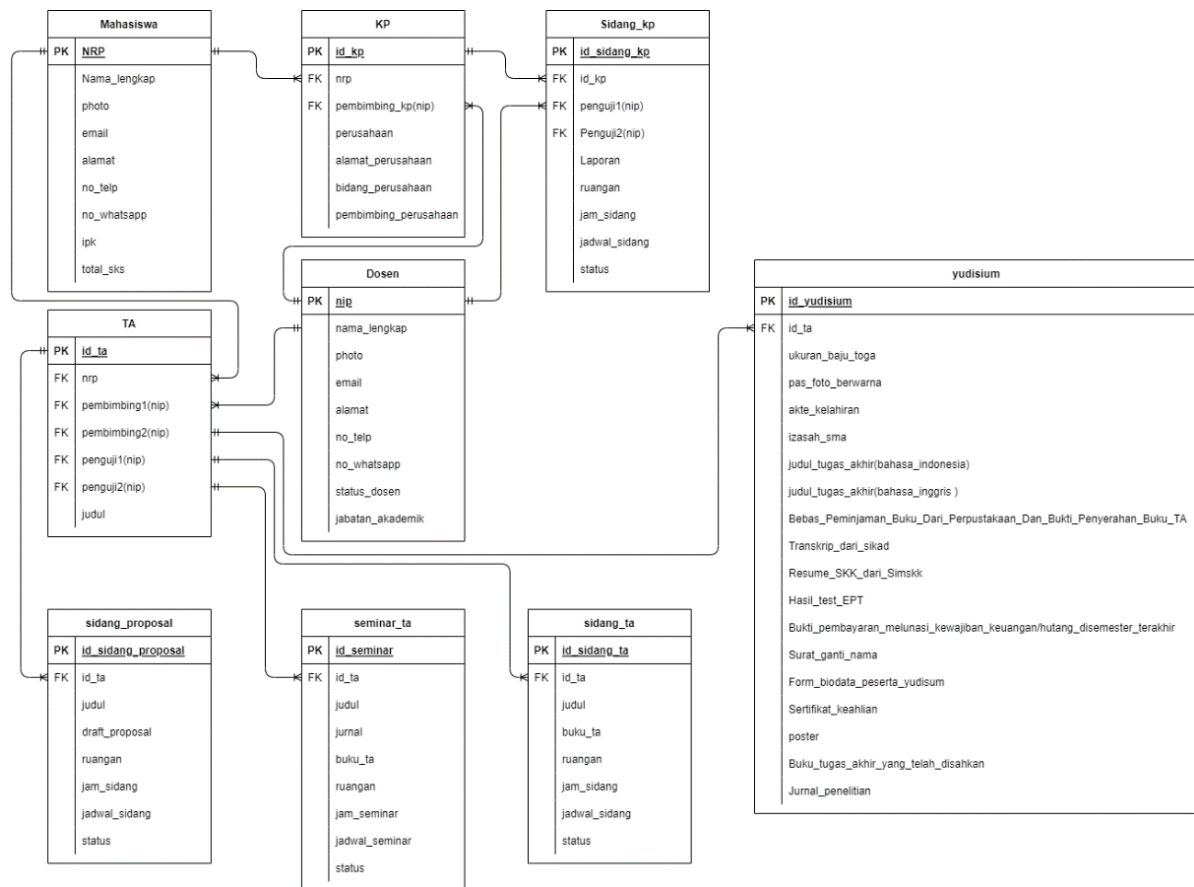 Mahasiswa
PK NRP
Nama_lengkap
photo
email
alamat
no_telp
no_whatsapp
ipk
total_sks
KP
PK id_kp
FK nrp
FK pembimbing_kp(nip)
perusahaan
alamat_perusahaan
bidang_perusahaan
pembimbing_perusahaan
Sidang_kp
PK id_sidang_kp
FK id_kp
FK penguji1(nip)
FK Penguji2(nip)
Laporan
ruangan
jam_sidang
jadwal_sidang
status
Dosen
PK nip
nama_lengkap
photo
email
alamat
no_telp
no_whatsapp
status_dosen
jabatan_akademik
yudisium
PK id_yudisium
FK id_ta
ukuran_baju_toga
pas_foto_berwarna
akte_kelahiran
izasah_sma
judul_tugas_akhir(bahasa_indonesia)
judul_tugas_akhir(bahasa_inggris )
Bebas_Peminjaman_Buku_Dari_Perpustakaan_Dan_Bukti_Penyerahan_Buku_TA
Transkrip_dari_sikad
Resume_SKK_dari_Simskk
Hasil_test_EPT
Bukti_pembayaran_melunasi_kewajiban_keuangan/hutang_disemester_terakhir
Surat_ganti_nama
Form_biodata_peserta_yudisum
Sertifikat_keahlian
poster
Buku_tugas_akhir_yang_telah_disahkan
Jurnal_penelitian
TA
PK id_ta
FK nrp
FK pembimbing1(nip)
FK pembimbing2(nip)
FK penguji1(nip)
FK penguji2(nip)
judul
sidang_proposal
PK id_sidang_proposal
FK id_ta
judul
draft_proposal
ruangan
jam_sidang
jadwal_sidang
status
seminar_ta
PK id_seminar
FK id_ta
judul
jurnal
buku_ta
ruangan
jam_seminar
jadwal_seminar
status
sidang_ta
PK id_sidang_ta
FK id_ta
judul
buku_ta
ruangan
jam_sidang
jadwal_sidang
status